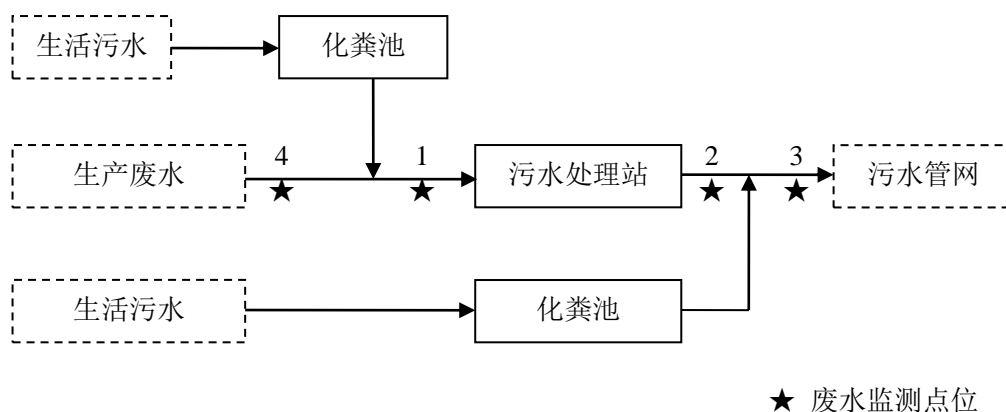 生活污水
化粪池
生产废水
4
1
污水处理站
2
3
污水管网
生活污水
化粪池
★ 废水监测点位